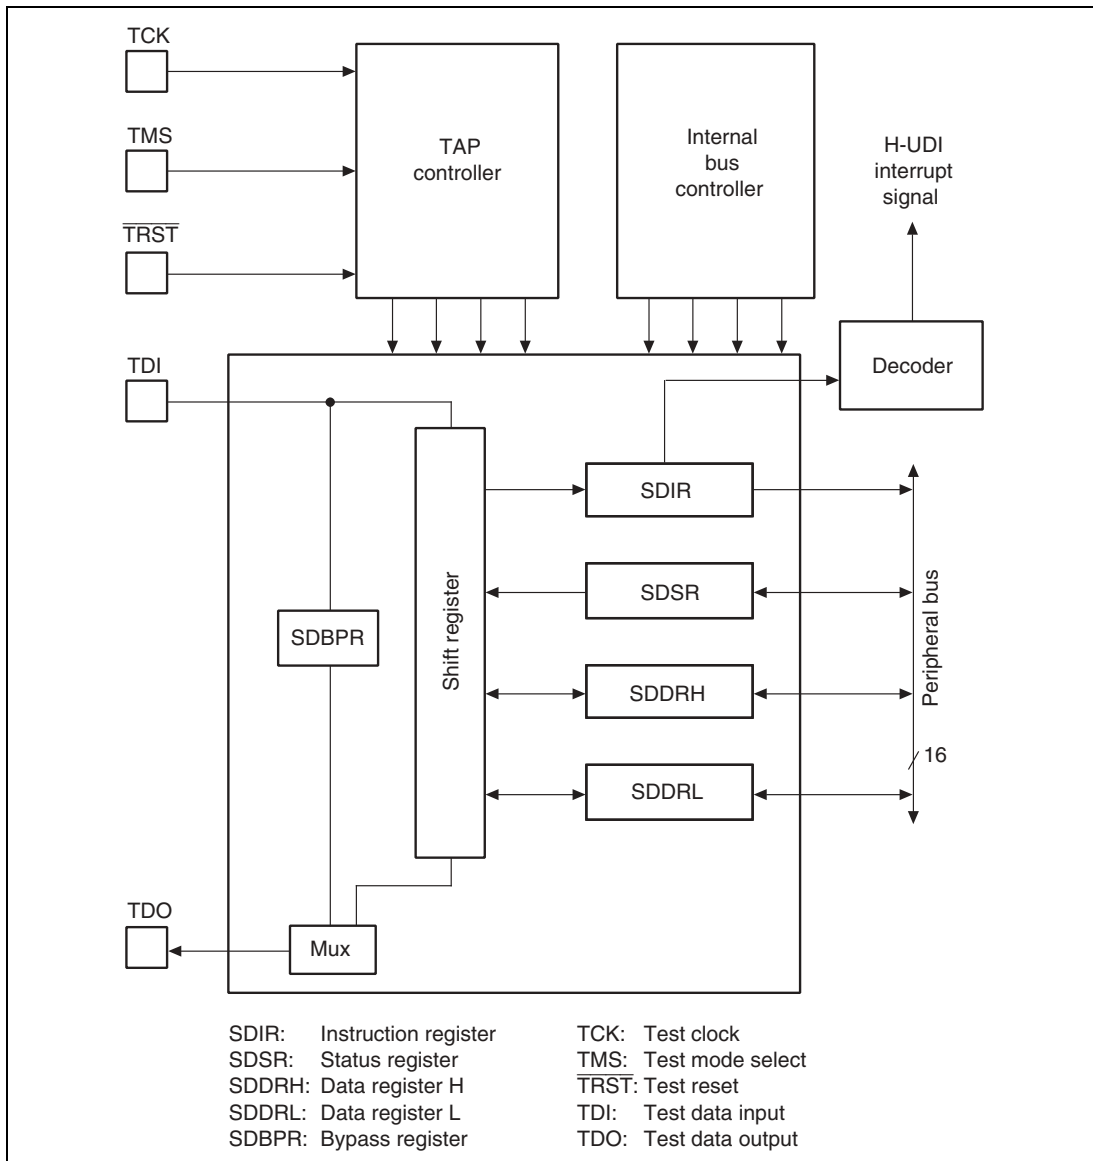 TCK
TMS
TRST
TAP
controller
Internal
bus
controller
H-UDI
interrupt
signal
TDI
Decoder
SDIR
SDSR
SDBPR
Shift register
SDDRH
Peripheral bus
16
SDDRL
TDO
Mux
SDIR: Instruction register
SDSR: Status register
SDDRH: Data register H
SDDRL: Data register L
SDBPR: Bypass register
TCK: Test clock
TMS: Test mode select
TRST: Test reset
TDI: Test data input
TDO: Test data output